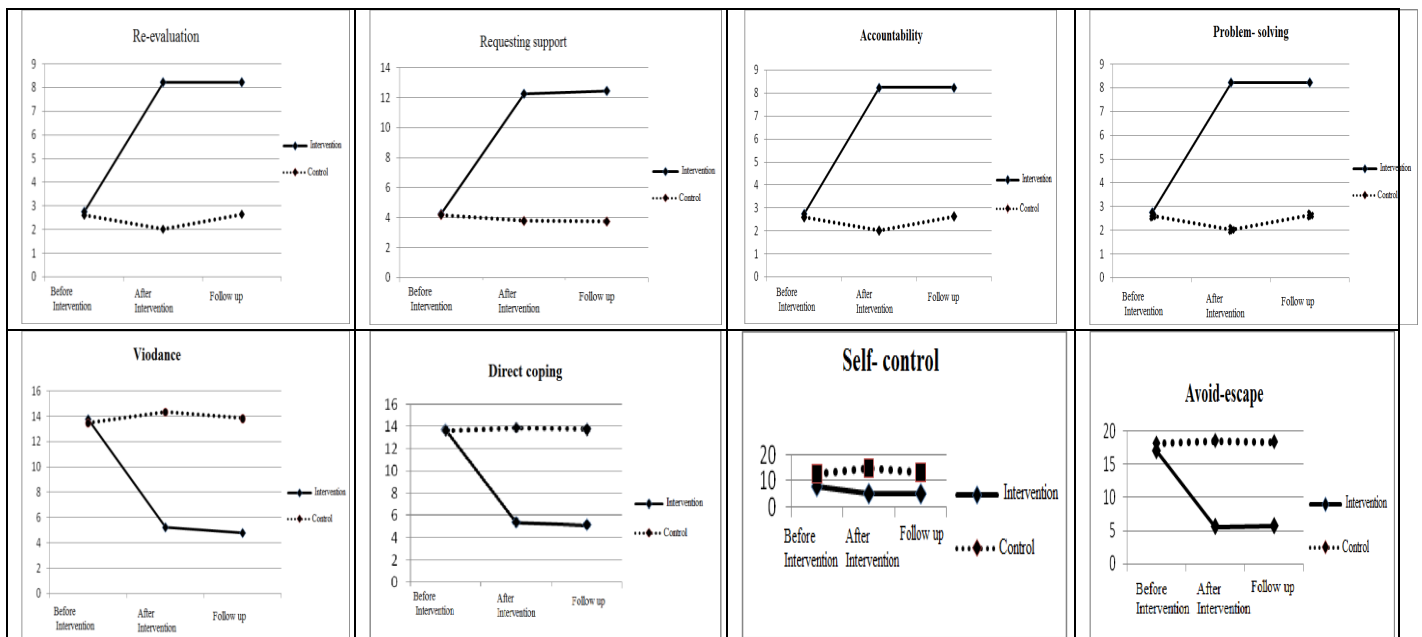 Re-evaluation
9
8
7
6
5
4
3
2
1
0
Before
Intervention
After
Intervention
Follow up
Intervention
Control
Requesting support
14
12
10
8
6
4
2
0
Before
Intervention
After
Intervention
Follow up
Intervention
Control
Accountability
9
8
7
6
5
4
3
2
1
0
Before
Intervention
After
Intervention
Follow up
Intervention
Control
Problem- solving
9
8
7
6
5
4
3
2
1
0
Before
Intervention
After
Intervention
Follow up
Intervention
Control
Viodance
16
14
12
10
8
6
4
2
0
Before
Intervention
After
Intervention
Follow up
Intervention
Control
Direct coping
16
14
12
10
8
6
4
2
0
Before
Intervention
After
Intervention
Follow up
Intervention
Control
Self- control
20
10
0
Before
Intervention
After
Intervention
Follow up
Intervention
Control
Avoid-escape
20
15
10
5
0
Before
Intervention
After
Intervention
Follow up
Intervention
Control